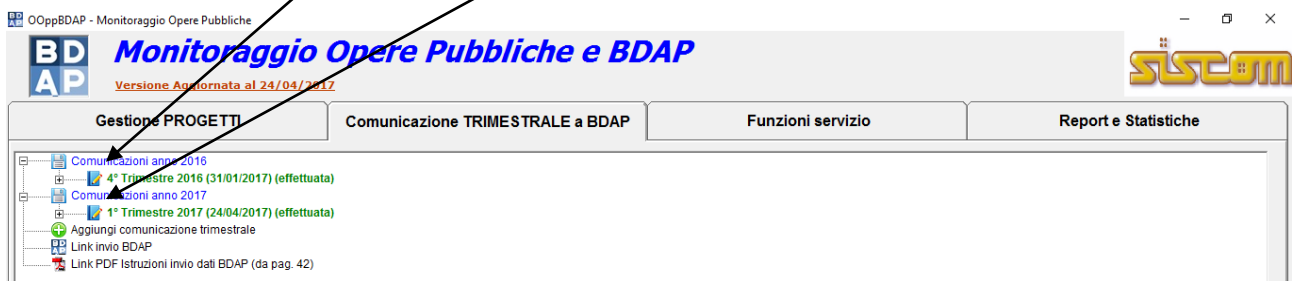 OOppBDAP - Monitoraggio Opere Pubbliche
BD
AP
Monitoraggio Opere Pubbliche e BDAP
Versione Aggiornata al 24/04/2017
siscom
Gestione PROGETTI
Comunicazione TRIMESTRALE a BDAP
Funzioni servizio
Report e Statistiche
Comunicazioni anno 2016
4° Trimestre 2016 (31/01/2017) (effettuata)
Comunicazioni anno 2017
1° Trimestre 2017 (24/04/2017) (effettuata)
Aggiungi comunicazione trimestrale
Link invio BDAP
Link PDF Istruzioni invio dati BDAP (da pag. 42)